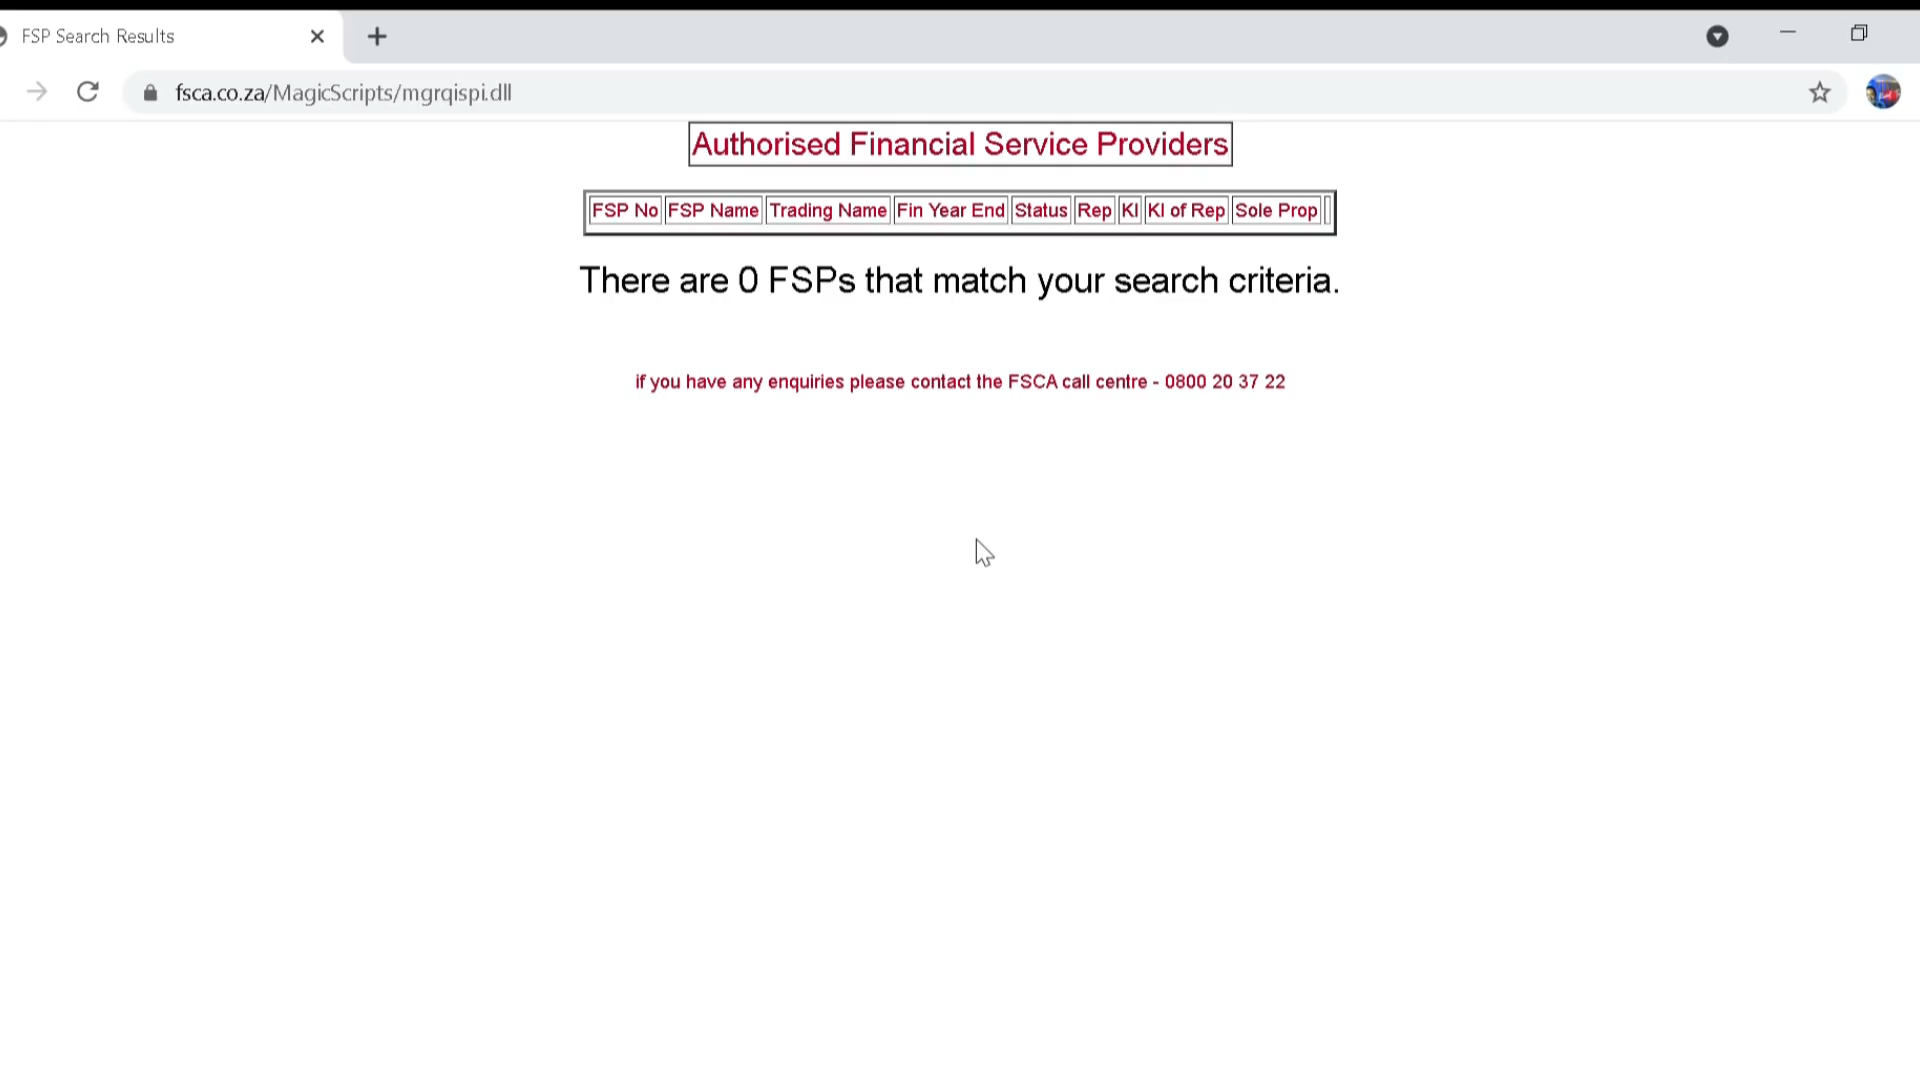 FSP Search Results
fsca.co.za/MagicScripts/mgrqispi.dll
Authorised Financial Service Providers
FSP No FSP Name Trading Name Fin Year End Status Rep KI KI of Rep Sole Prop
There are 0 FSPs that match your search criteria.
if you have any enquiries please contact the FSCA call centre - 0800 20 37 22